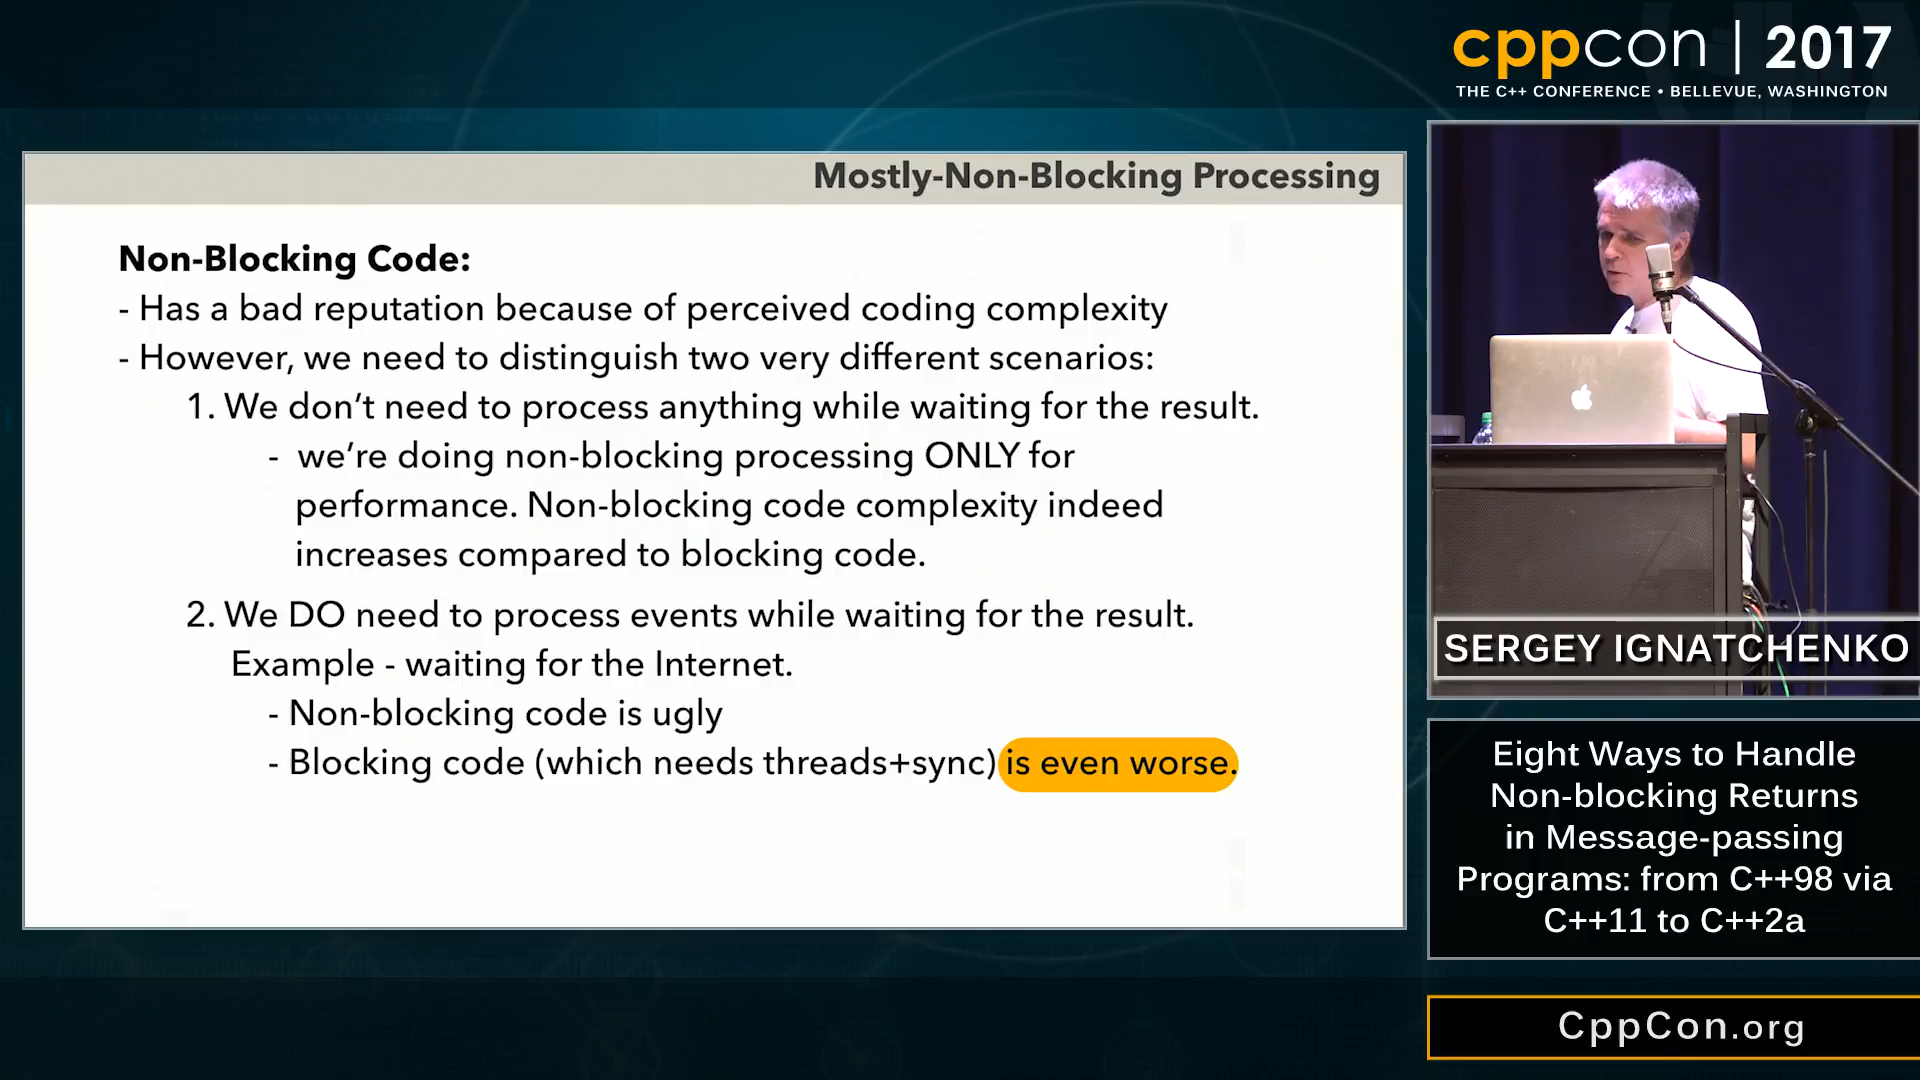 cppcon | 2017
THE C++ CONFERENCE • BELLEVUE, WASHINGTON
Mostly-Non-Blocking Processing
Non-Blocking Code:
- Has a bad reputation because of perceived coding complexity
- However, we need to distinguish two very different scenarios:
1. We don’t need to process anything while waiting for the result.
- we’re doing non-blocking processing ONLY for
performance. Non-blocking code complexity indeed
increases compared to blocking code.
2. We DO need to process events while waiting for the result.
Example - waiting for the Internet.
- Non-blocking code is ugly
- Blocking code (which needs threads+sync) is even worse.
SERGEY IGNATCHENKO
Eight Ways to Handle
Non-blocking Returns
in Message-passing
Programs: from C++98 via
C++11 to C++2a
CppCon.org